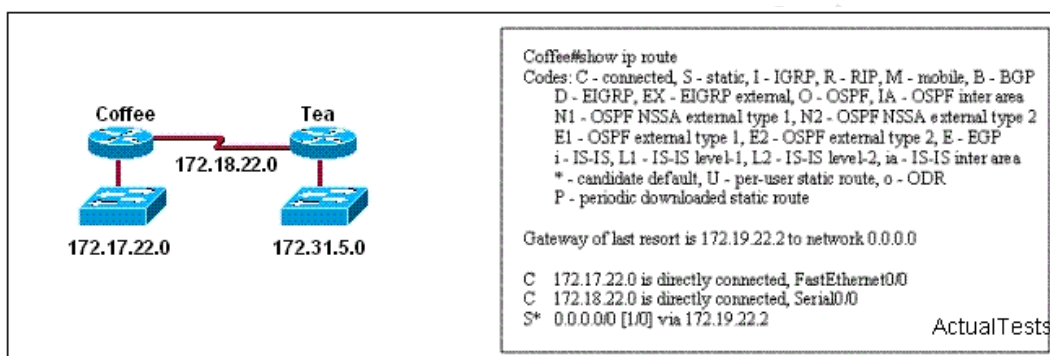 Coffee
Tea
172.18.22.0
172.17.22.0
172.31.5.0
Coffee#show ip route
Codes: C - connected, S - static, I - IGRP, R - RIP, M - mobile, B - BGP
D - EIGRP, EX - EIGRP external, O - OSPF, IA - OSPF inter area
N1 - OSPF NSSA external type 1, N2 - OSPF NSSA external type 2
E1 - OSPF external type 1, E2 - OSPF external type 2, E - EGP
i - IS-IS, L1 - IS-IS level-1, L2 - IS-IS level-2, ia - IS-IS inter area
* - candidate default, U - per-user static route, o - ODR
P - periodic downloaded static route
Gateway of last resort is 172.19.22.2 to network 0.0.0.0
C 172.17.22.0 is directly connected, FastEthernet0/0
C 172.18.22.0 is directly connected, Serial0/0
S* 0.0.0.0/0 [1/0] via 172.19.22.2
ActualTests